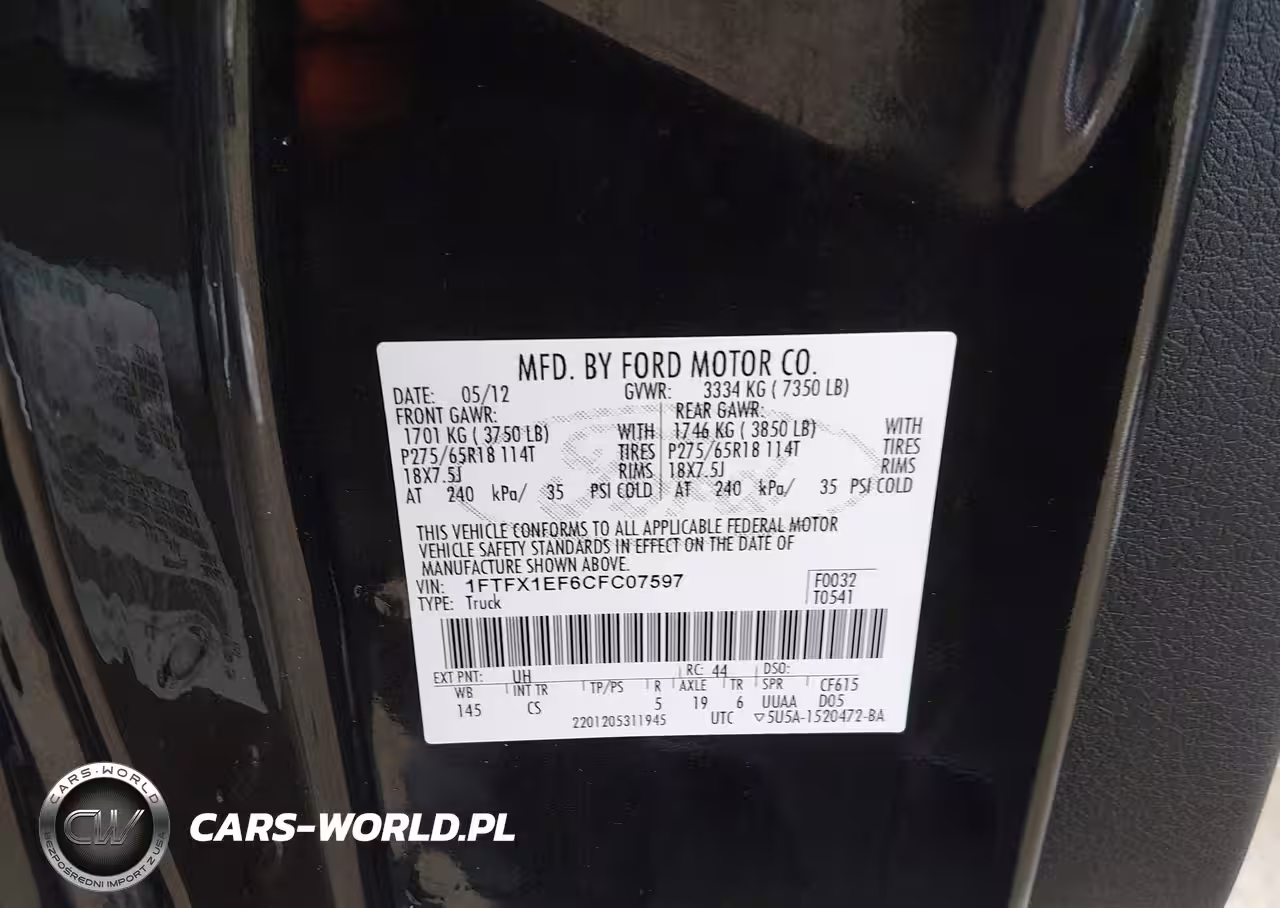 MFD. BY FORD MOTOR CO.
DATE: 05/12 GVWR: 3334 KG ( 7350 LB)
FRONT GAWR: REAR GAWR:
1701 KG ( 3750 LB) WITH 1746 KG ( 3850 LB) WITH
P275/65R18 114T TIRES P275/65R18 114T TIRES
18X7.5J RIMS 18X7.5J RIMS
AT 240 kPa/ 35 PSI COLD AT 240 kPa/ 35 PSI COLD
THIS VEHICLE CONFORMS TO ALL APPLICABLE FEDERAL MOTOR
VEHICLE SAFETY STANDARDS IN EFFECT ON THE DATE OF
MANUFACTURE SHOWN ABOVE.
VIN: 1FTFX1EF6CFC07597 F0032
TYPE: Truck T0541
EXT PNT: UH RC: 44 DSO:
WB INT TR TP/PS R AXLE TR SPR CF615
145 CS 5 19 6 UUAA D05
2201205311945 UTC ▽5U5A-1520472-BA
CARS-WORLD
CW
BEZPOŚREDNI IMPORT Z USA
CARS-WORLD.PL